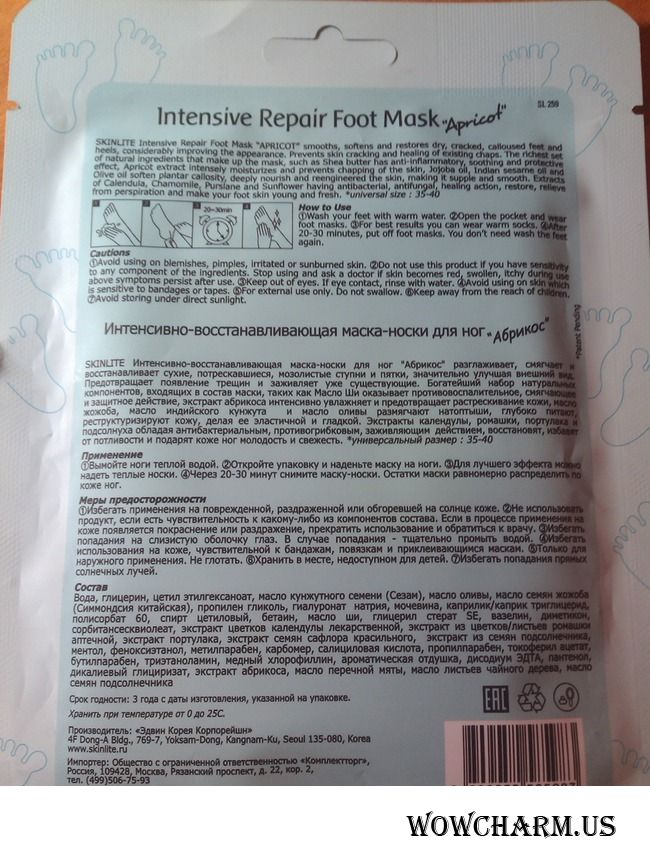 Intensive Repair Foot Mask "Apricot"
SL 259
SKINLITE Intensive Repair Foot Mask "APRICOT" smooths, softens and restores dry, cracked, calloused feet and
heels, considerably improving the appearance. Prevents skin cracking and healing of existing chaps. The richest set
of natural ingredients that make up the mask, such as Shea butter has anti-inflammatory, soothing and protective
effect, Apricot extract intensely moisturizes and prevents chapping of the skin, Jojoba oil, Indian sesame oil and
Olive oil soften plantar callosity, deeply nourish and reengineered the skin, making it supple and smooth. Extracts
of Calendula, Chamomile, Purslane and Sunflower having antibacterial, antifungal, healing action, restore, relieve
from perspiration and make your foot skin young and fresh. *universal size : 35-40
20~30min
How to Use
①Wash your feet with warm water. ②Open the pocket and wear
foot masks. ③For best results you can wear warm socks. ④After
20-30 minutes, put off foot masks. You don't need wash the feet
again.
Cautions
①Avoid using on blemishes, pimples, irritated or sunburned skin. ②Do not use this product if you have sensitivity
to any component of the ingredients. Stop using and ask a doctor if skin becomes red, swollen, itchy during use
above symptoms persist after use. ③Keep out of eyes. If eye contact, rinse with water. ④Avoid using on skin which
is sensitive to bandages or tapes. ⑤For external use only. Do not swallow. ⑥Keep away from the reach of children.
⑦Avoid storing under direct sunlight.
*Patent Pending
Интенсивно-восстанавливающая маска-носки для ног "Абрикос"
SKINLITE Интенсивно-восстанавливающая маска-носки для ног "Абрикос" разглаживает, смягчает и
восстанавливает сухие, потрескавшиеся, мозолистые ступни и пятки, значительно улучшая внешний вид.
Предотвращает появление трещин и заживляет уже существующие. Богатейший набор натуральных
компонентов, входящих в состав маски, таких как Масло Ши оказывает противовоспалительное, смягчающее
и защитное действие, экстракт абрикоса интенсивно увлажняет и предотвращает растрескивание кожи, масло
жожоба, масло индийского кунжута и масло оливы размягчают натоптыши, глубоко питают,
реструктуризируют кожу, делая ее эластичной и гладкой. Экстракты календулы, ромашки, портулака и
подсолнуха обладая антибактериальным, противогрибковым, заживляющим действием, восстановят, избавят
от потливости и подарят коже ног молодость и свежесть. *универсальный размер : 35-40
Применение
①Вымойте ноги теплой водой. ②Откройте упаковку и наденьте маску на ноги. ③Для лучшего эффекта можно
надеть теплые носки. ④Через 20-30 минут снимите маску-носки. Остатки маски равномерно распределить по
коже ног.
Меры предосторожности
①Избегать применения на поврежденной, раздраженной или обгоревшей на солнце коже. ②Не использовать
продукт, если есть чувствительность к какому-либо из компонентов состава. Если в процессе применения на
коже появляется покраснение или раздражение, прекратить использование и обратиться к врачу. ③Избегать
попадания на слизистую оболочку глаз. В случае попадания - тщательно промыть водой. ④Избегать
использования на коже, чувствительной к бандажам, повязкам и приклеивающимся маскам. ⑤Только для
наружного применения. Не глотать. ⑥Хранить в месте, недоступном для детей. ⑦Избегать попадания прямых
солнечных лучей.
Состав
Вода, глицерин, цетил этилгексаноат, масло кунжутного семени (Сезам), масло оливы, масло семян жожоба
(Симмондсия китайская), пропилен гликоль, гиалуронат натрия, мочевина, каприлик/каприк триглицерид,
полисорбат 60, спирт цетиловый, бетаин, масло ши, глицерил стерат SE, вазелин, диметикон,
сорбитансесквиолеат, экстракт цветков календулы лекарственной, экстракт из цветков/листьев ромашки
аптечной, экстракт портулака, экстракт семян сафлора красильного, экстракт из семян подсолнечника,
ментол, феноксиэтанол, метилпарабен, карбомер, салициловая кислота, пропилпарабен, токоферил ацетат,
бутилпарабен, триэтаноламин, медный хлорофиллин, ароматическая отдушка, дисодиум ЭДТА, пантенол,
дикалиевый глициризат, экстракт абрикоса, масло перечной мяты, масло листьев чайного дерева, масло
семян подсолнечника
Срок годности: 3 года с даты изготовления, указанной на упаковке.
Хранить при температуре от 0 до 25С.
Производитель: «Эдвин Корея Корпорейшн»
4F Dong-A Bldg., 769-7, Yoksam-Dong, Kangnam-Ku, Seoul 135-080, Korea
www.skinlite.ru
Импортер: Общество с ограниченной ответственностью «Комплектторг»,
Россия, 109428, Москва, Рязанский проспект, д. 22, кор. 2,
тел. (499)506-75-93
EAC
WOWCHARM.US